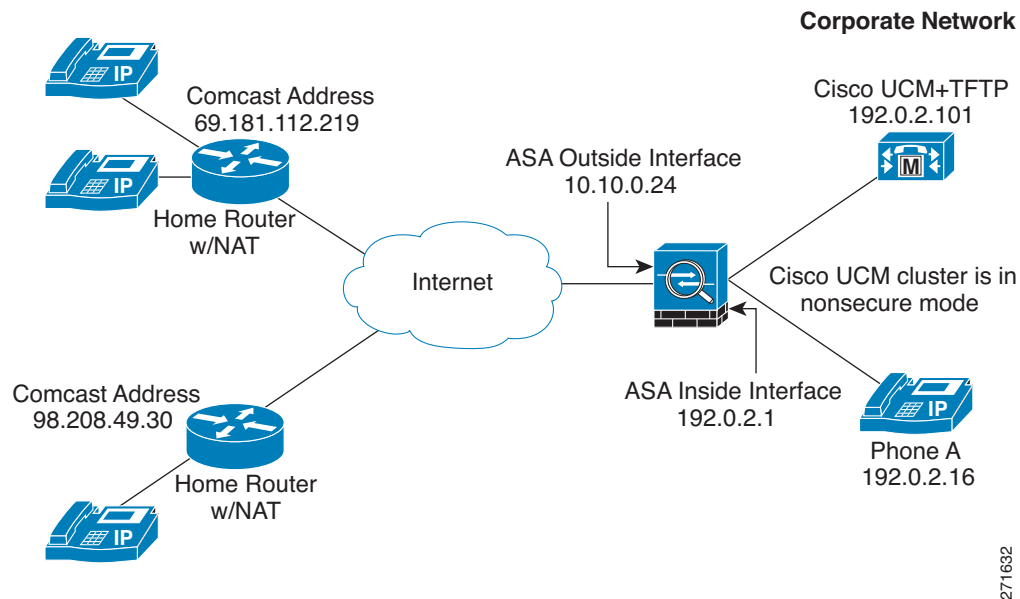 Corporate Network
IP
Comcast Address
69.181.112.219
IP
Home Router
w/NAT
Cisco UCM+TFTP
192.0.2.101
M
ASA Outside Interface
10.10.0.24
Internet
Cisco UCM cluster is in
nonsecure mode
ASA Inside Interface
192.0.2.1
IP
Phone A
192.0.2.16
Comcast Address
98.208.49.30
Home Router
w/NAT
IP
271632